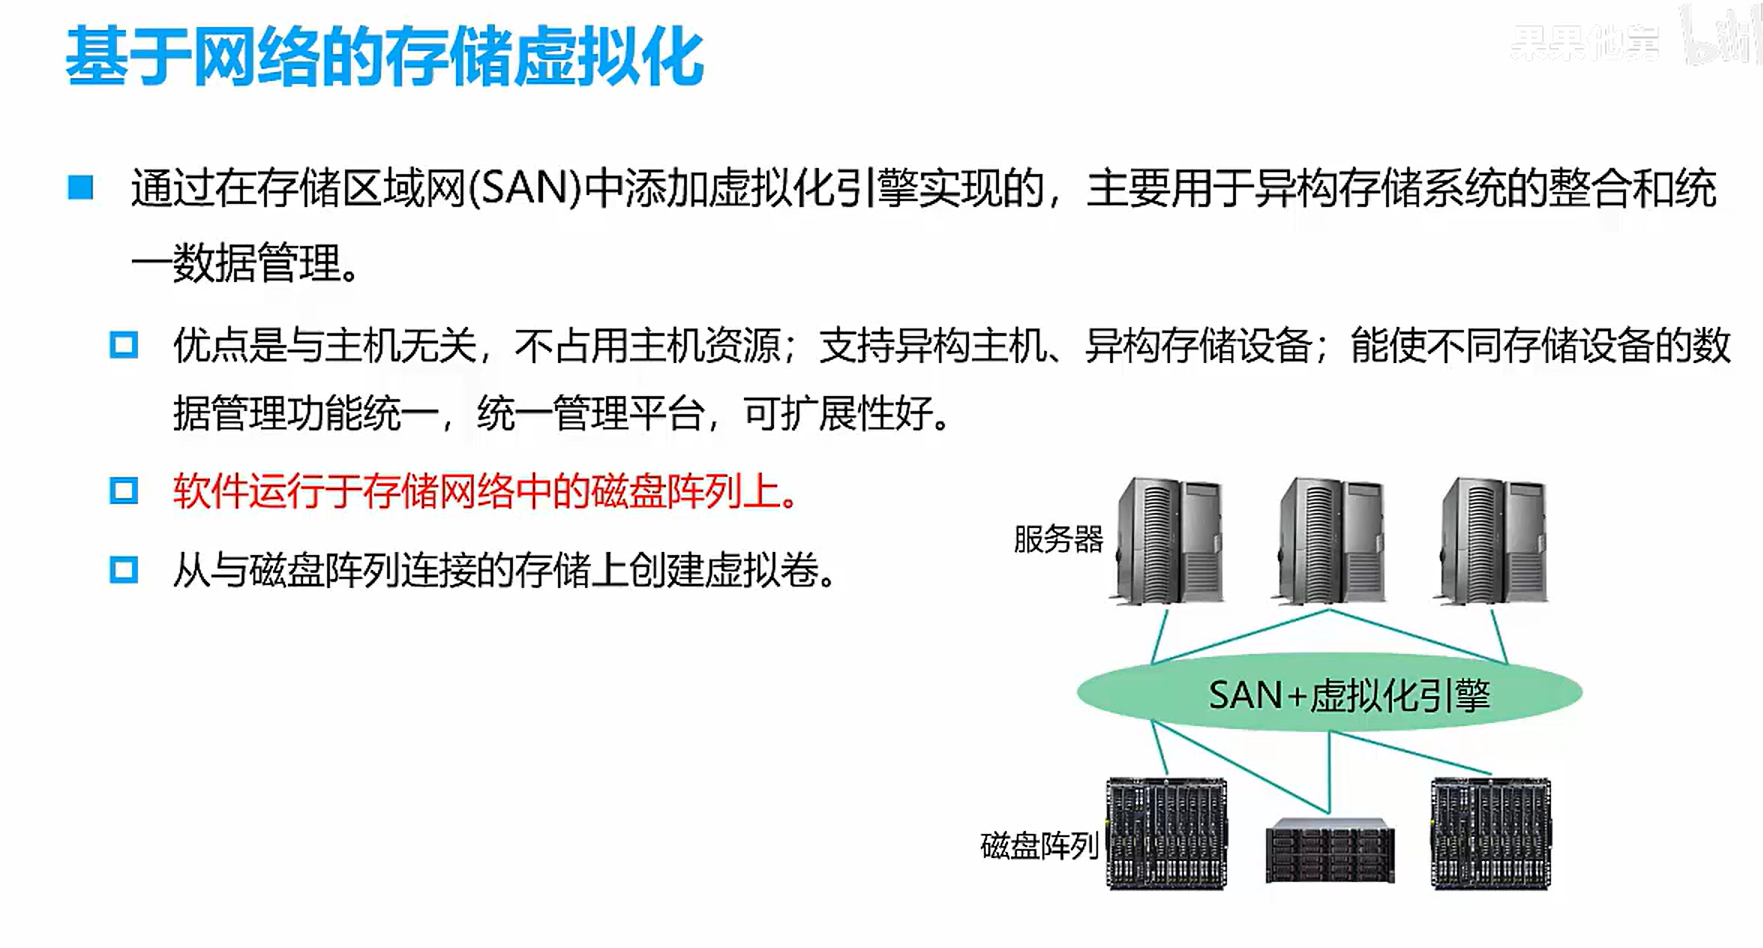 基于网络的存储虚拟化
果果他舅
bilibili
通过在存储区域网(SAN)中添加虚拟化引擎实现的，主要用于异构存储系统的整合和统
一数据管理。
优点是与主机无关，不占用主机资源；支持异构主机、异构存储设备；能使不同存储设备的数
据管理功能统一，统一管理平台，可扩展性好。
软件运行于存储网络中的磁盘阵列上。
从与磁盘阵列连接的存储上创建虚拟卷。
服务器
SAN+虚拟化引擎
磁盘阵列